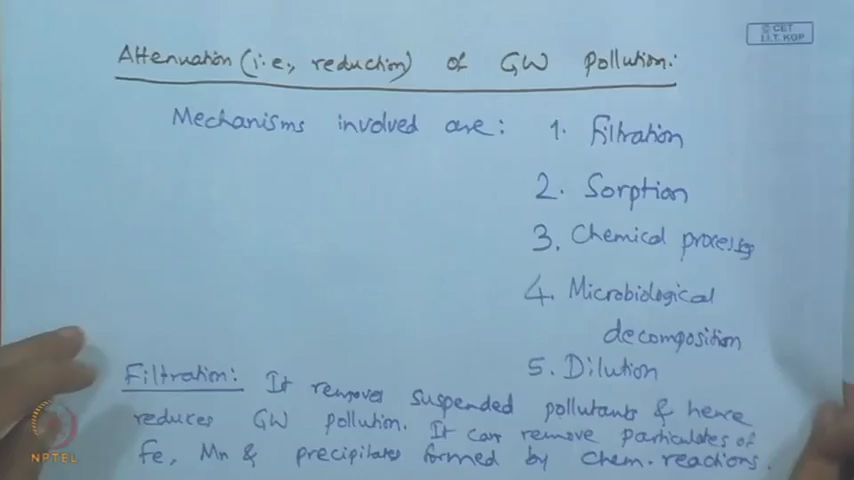 © CET
I.I.T. KGP
Attenuation (i.e., reduction) of GW pollution:
Mechanisms involved are: 1. Filtration
2. Sorption
3. Chemical processes
4. Microbiological
decomposition
5. Dilution
Filtration: It removes suspended pollutants & hence
reduces GW pollution. It can remove particulates of
Fe, Mn & precipitates formed by chem. reactions.
NPTEL